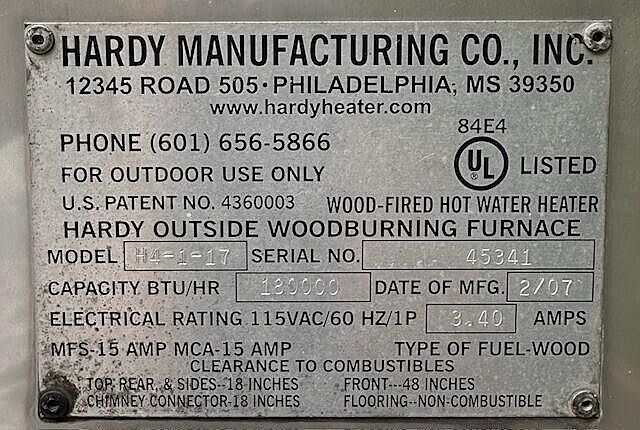 HARDY MANUFACTURING CO., INC.
12345 ROAD 505 · PHILADELPHIA, MS 39350
www.hardyheater.com
PHONE (601) 656-5866
84E4
FOR OUTDOOR USE ONLY
UL LISTED
U.S. PATENT NO. 4360003 WOOD-FIRED HOT WATER HEATER
HARDY OUTSIDE WOODBURNING FURNACE
MODEL H4-1-17 SERIAL NO. 45341
CAPACITY BTU/HR 180000 DATE OF MFG. 2/07
ELECTRICAL RATING 115VAC/60 HZ/1P 3.40 AMPS
MFS-15 AMP MCA-15 AMP TYPE OF FUEL-WOOD
CLEARANCE TO COMBUSTIBLES
TOP, REAR, & SIDES--18 INCHES FRONT---48 INCHES
CHIMNEY CONNECTOR-18 INCHES FLOORING--NON-COMBUSTIBLE